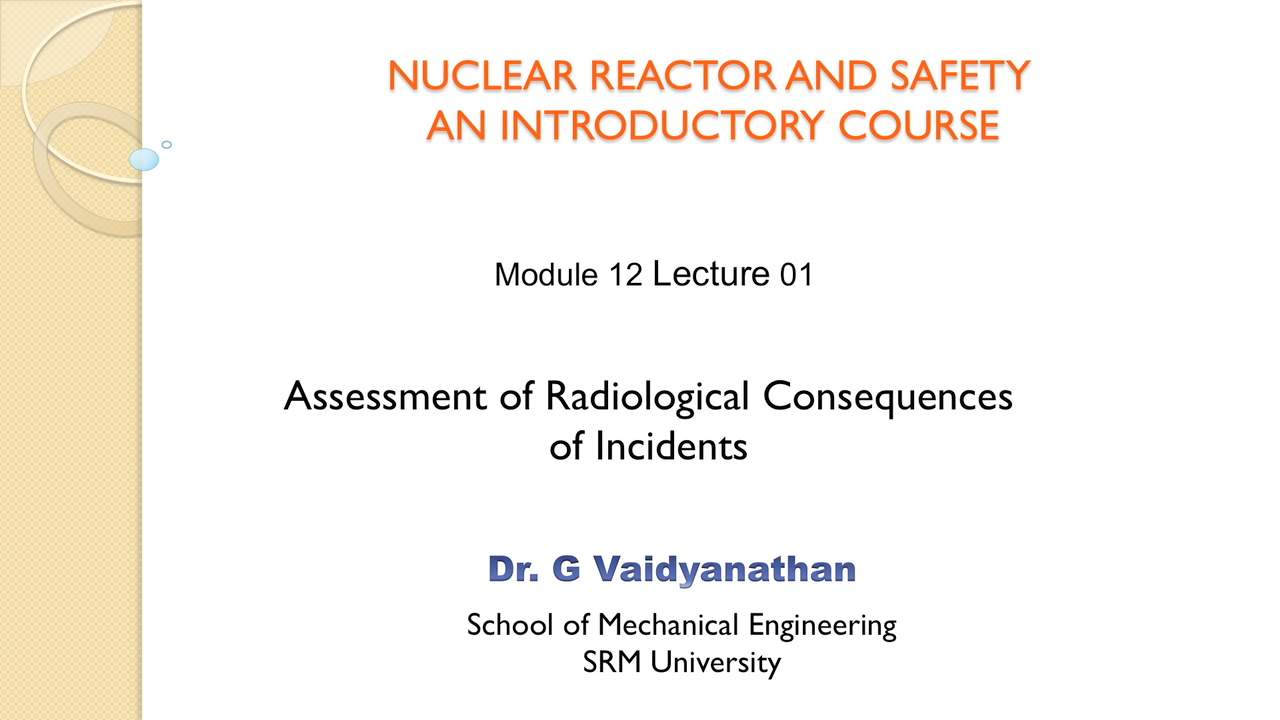 NUCLEAR REACTOR AND SAFETY
AN INTRODUCTORY COURSE
Module 12 Lecture 01
Assessment of Radiological Consequences
of Incidents
Dr. G Vaidyanathan
School of Mechanical Engineering
SRM University